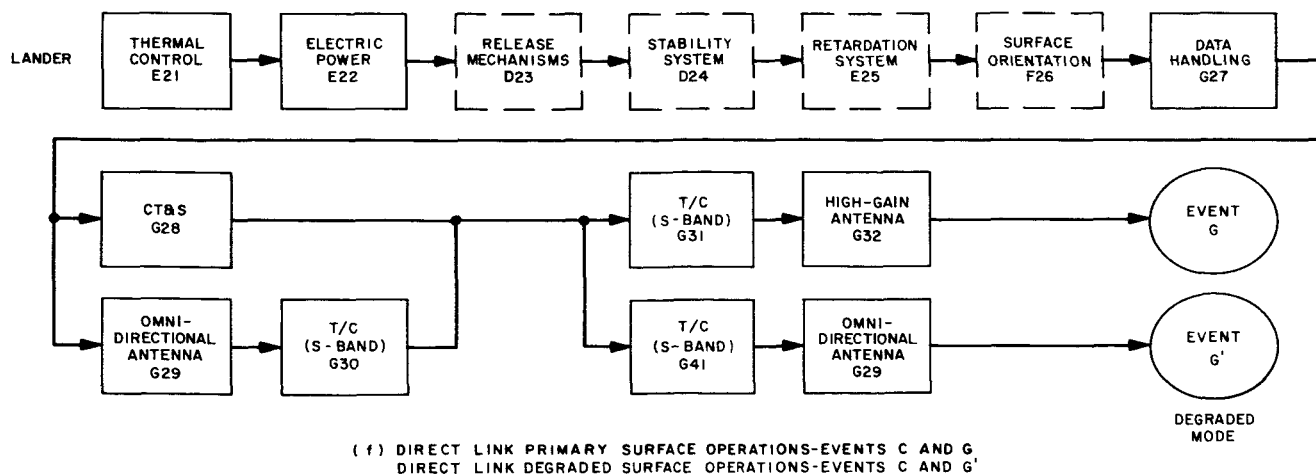 LANDER
THERMAL
CONTROL
E21
ELECTRIC
POWER
E22
RELEASE
MECHANISMS
D23
STABILITY
SYSTEM
D24
RETARDATION
SYSTEM
E25
SURFACE
ORIENTATION
F26
DATA
HANDLING
G27
CT&S
G28
T/C
(S-BAND)
G31
HIGH-GAIN
ANTENNA
G32
EVENT
G
OMNI-
DIRECTIONAL
ANTENNA
G29
T/C
(S-BAND)
G30
T/C
(S-BAND)
G41
OMNI-
DIRECTIONAL
ANTENNA
G29
EVENT
G'
DEGRADED
MODE
(f) DIRECT LINK PRIMARY SURFACE OPERATIONS-EVENTS C AND G
DIRECT LINK DEGRADED SURFACE OPERATIONS-EVENTS C AND G'